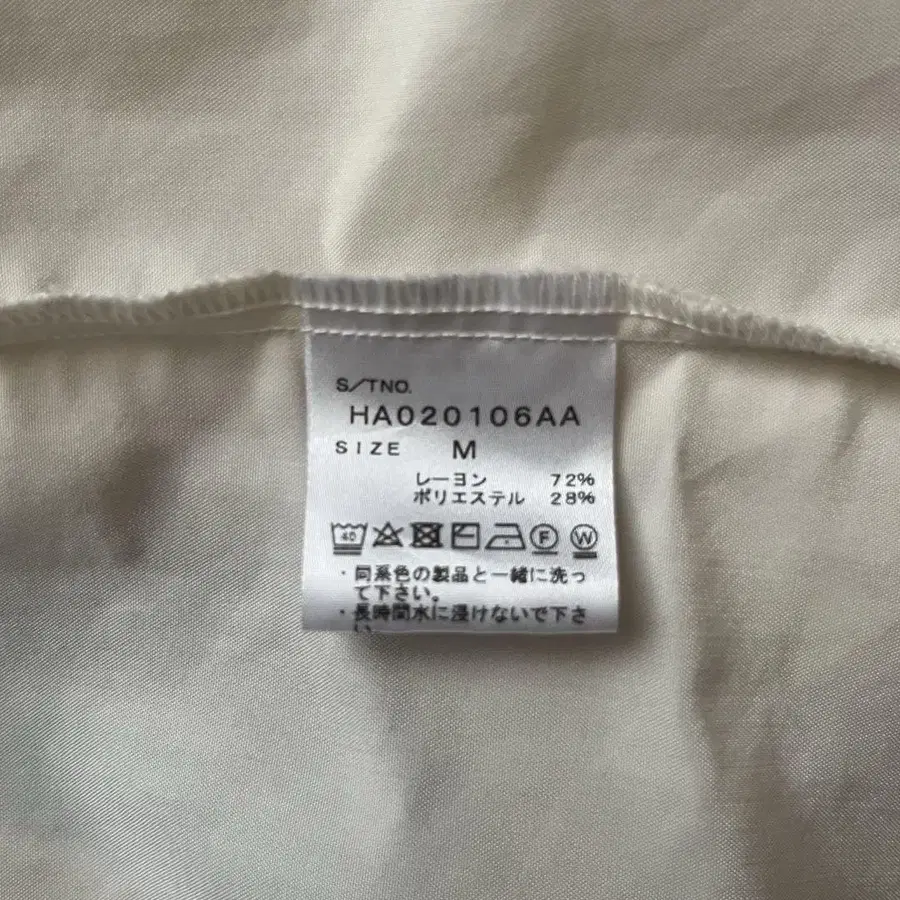 S/TNO.
HA020106AA
SIZE M
レーヨン 72%
ポリエステル 28%
40 F W
・同系色の製品と一緒に洗っ
て下さい。
・長時間水に浸けないで下さ
い